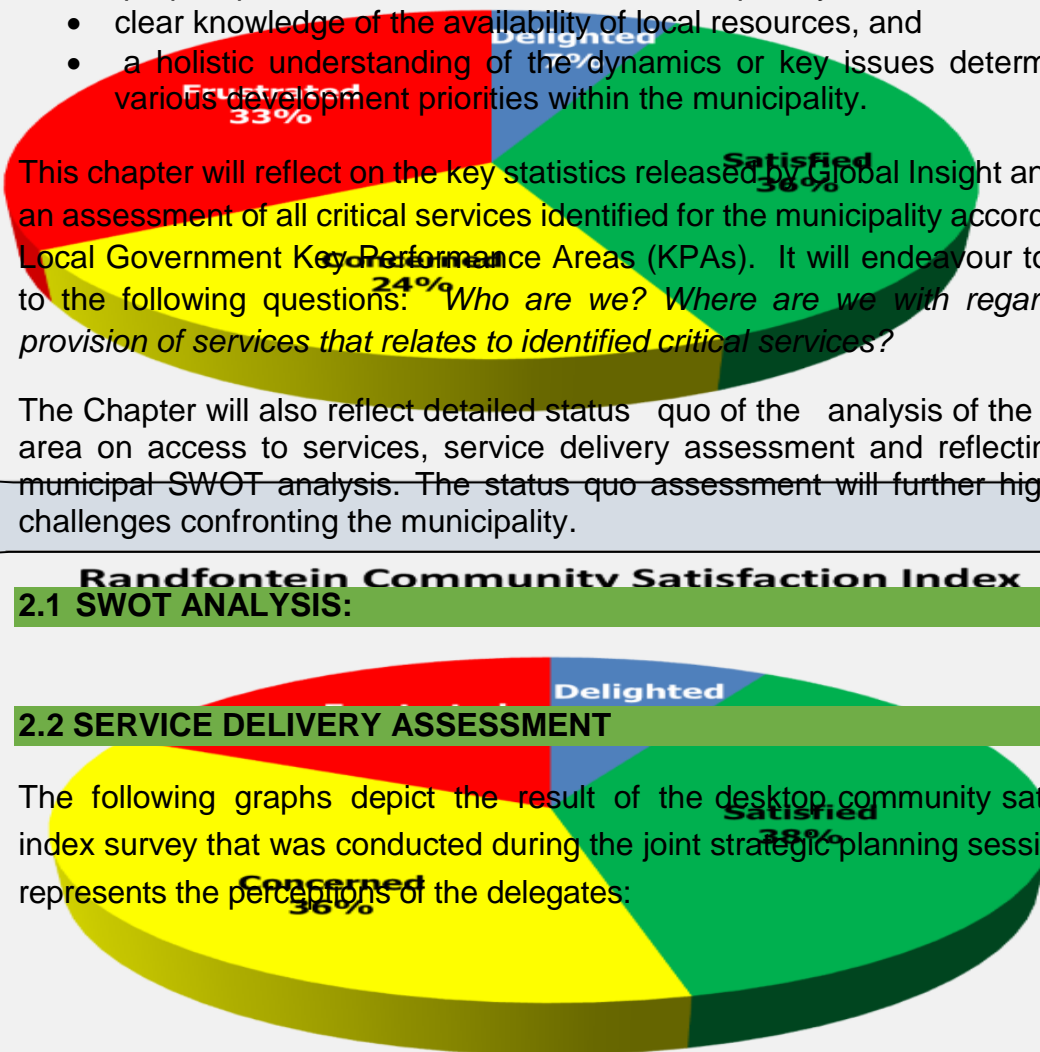 • clear knowledge of the availability of local resources, and
• a holistic understanding of the dynamics or key issues determ
various development priorities within the municipality.
Delighted
7%
Frustrated
33%
Satisfied
36%
Concerned
24%
This chapter will reflect on the key statistics released by Global Insight an
an assessment of all critical services identified for the municipality accord
Local Government Key Performance Areas (KPAs). It will endeavour to
to the following questions: Who are we? Where are we with regar
provision of services that relates to identified critical services?
The Chapter will also reflect detailed status quo of the analysis of the
area on access to services, service delivery assessment and reflectin
municipal SWOT analysis. The status quo assessment will further hig
challenges confronting the municipality.
Randfontein Community Satisfaction Index
2.1 SWOT ANALYSIS:
Delighted
2.2 SERVICE DELIVERY ASSESSMENT
The following graphs depict the result of the desktop community sat
index survey that was conducted during the joint strategic planning sessi
represents the perceptions of the delegates:
Satisfied
38%
Concerned
36%